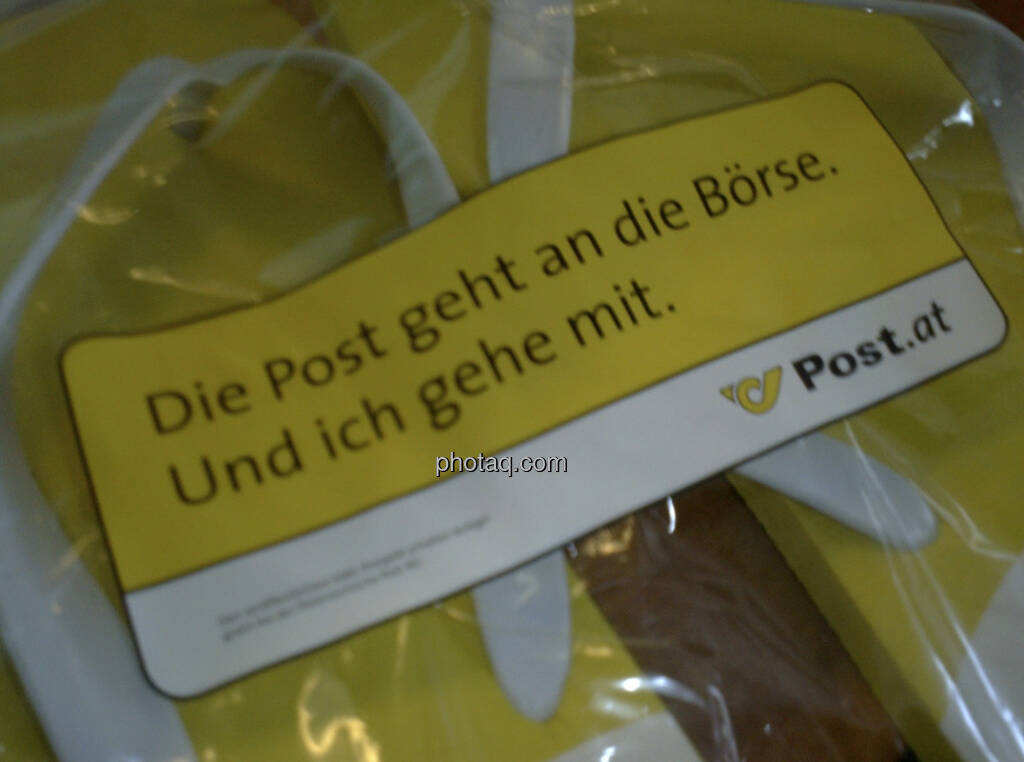 Die Post geht an die Börse.
Und ich gehe mit.
Post.at
photaq.com